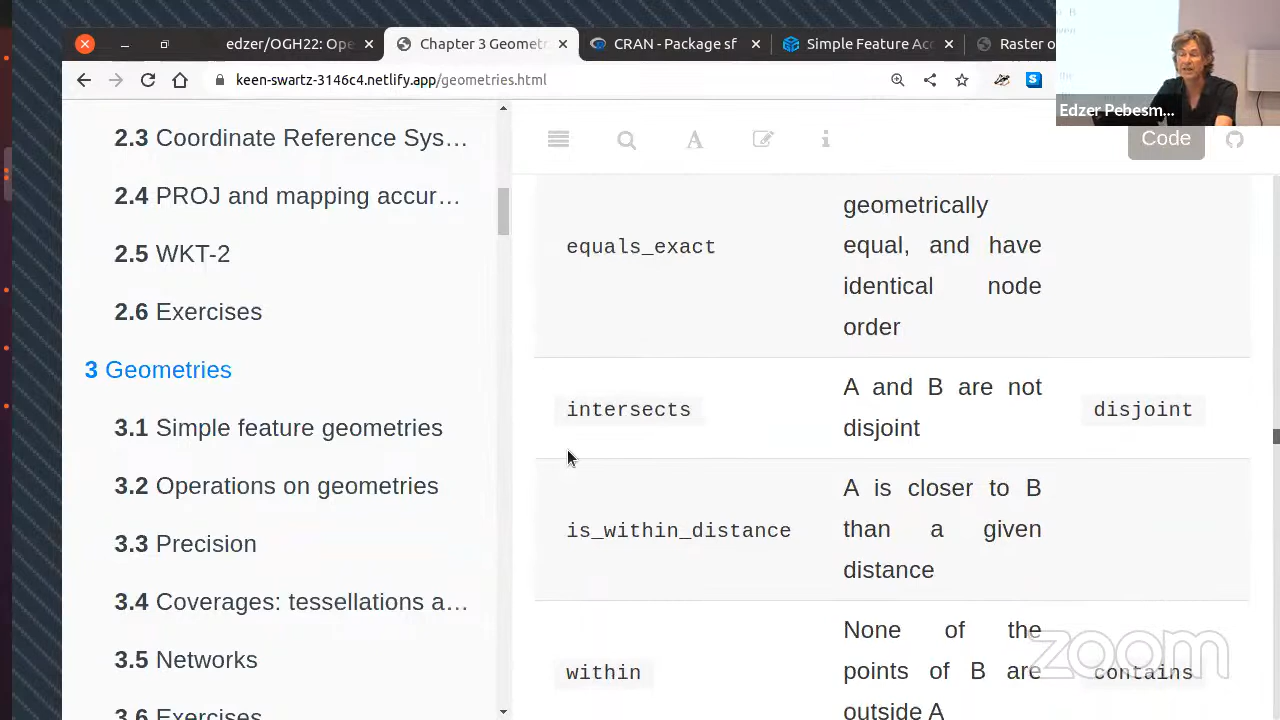 edzer/OGH22: Ope
Chapter 3 Geometr
CRAN - Package sf
Simple Feature Acc
Raster o
keen-swartz-3146c4.netlify.app/geometries.html
S
Edzer Pebesm...
Code
2.3 Coordinate Reference Sys…
2.4 PROJ and mapping accur…
2.5 WKT-2
2.6 Exercises
3 Geometries
3.1 Simple feature geometries
3.2 Operations on geometries
3.3 Precision
3.4 Coverages: tessellations a…
3.5 Networks
3.6 Exercises
equals_exact
geometrically
equal, and have
identical node
order
intersects
A and B are not
disjoint
disjoint
is_within_distance
A is closer to B
than a given
distance
within
None of the
points of B are
outside A
contains
zoom